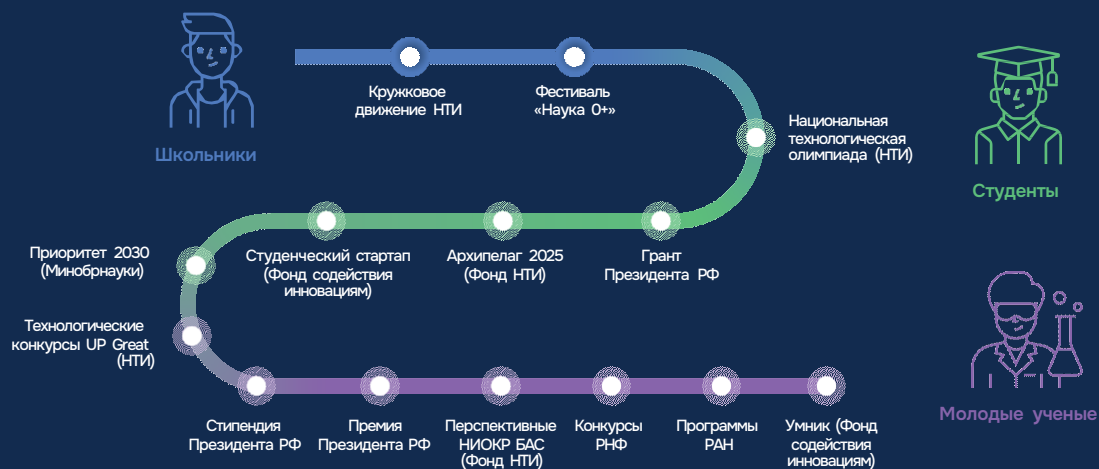 Школьники
Кружковое
движение НТИ
Фестиваль
«Наука 0+»
Национальная
технологическая
олимпиада (НТИ)
Студенты
Приоритет 2030
(Минобрнауки)
Студенческий стартап
(Фонд содействия
инновациям)
Архипелаг 2025
(Фонд НТИ)
Грант
Президента РФ
Технологические
конкурсы UP Great
(НТИ)
Молодые ученые
Стипендия
Президента РФ
Премия
Президента РФ
Перспективные
НИОКР БАС
(Фонд НТИ)
Конкурсы
РНФ
Программы
РАН
Умник (Фонд
содействия
инновациям)